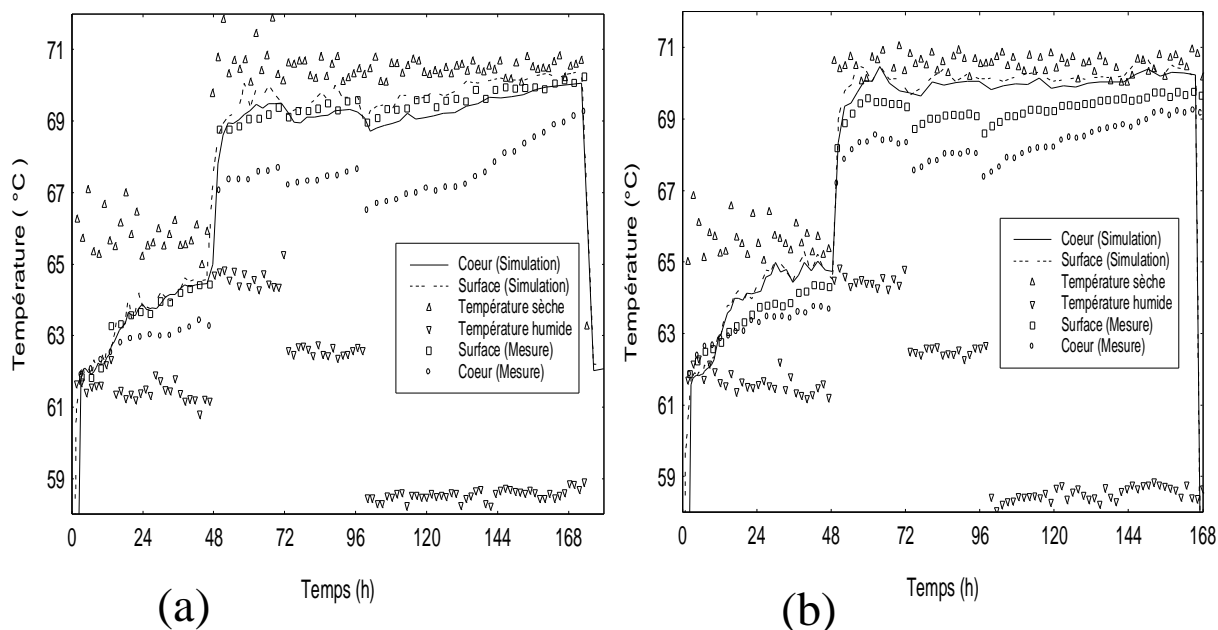 71
69
67
65
63
61
59
Température ( °C)
Coeur (Simulation)
Surface (Simulation)
Température sèche
Température humide
Surface (Mesure)
Coeur (Mesure)
0 24 48 72 96 120 144 168
Temps (h)
(a)
71
69
67
65
63
61
59
Température ( °C)
Coeur (Simulation)
Surface (Simulation)
Température sèche
Température humide
Surface (Mesure)
Coeur (Mesure)
0 24 48 72 96 120 144 168
Temps (h)
(b)